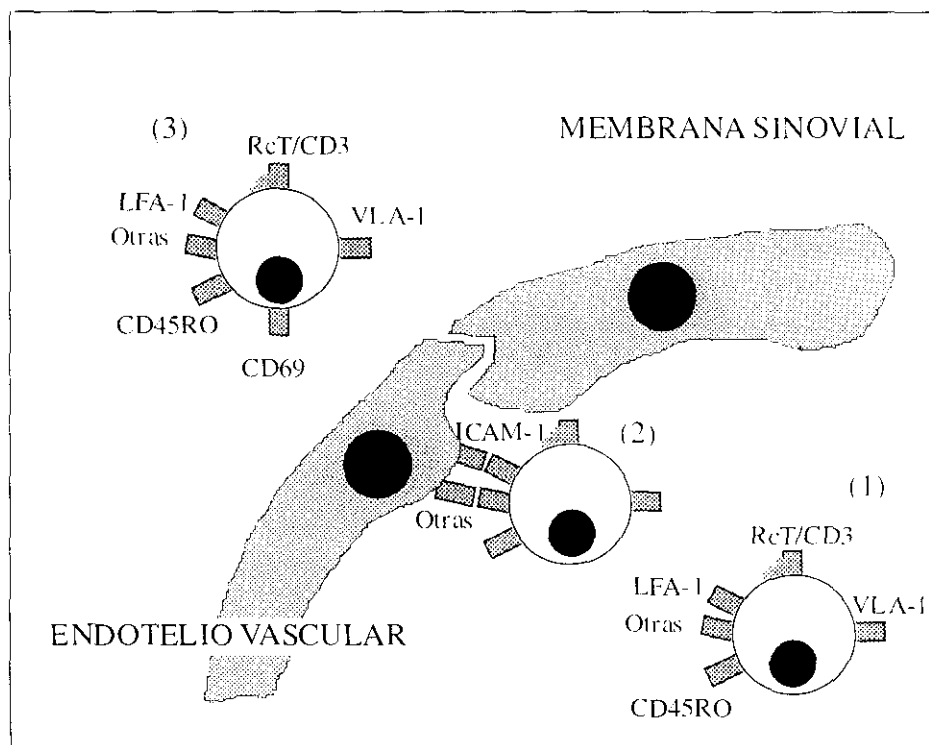 (3)
RcT/CD3
MEMBRANA SINOVIAL
LFA-1
VLA-1
Otras
CD45RO
CD69
ICAM-1
(2)
Otras
(1)
RcT/CD3
LFA-1
VLA-1
Otras
ENDOTELIO VASCULAR
CD45RO